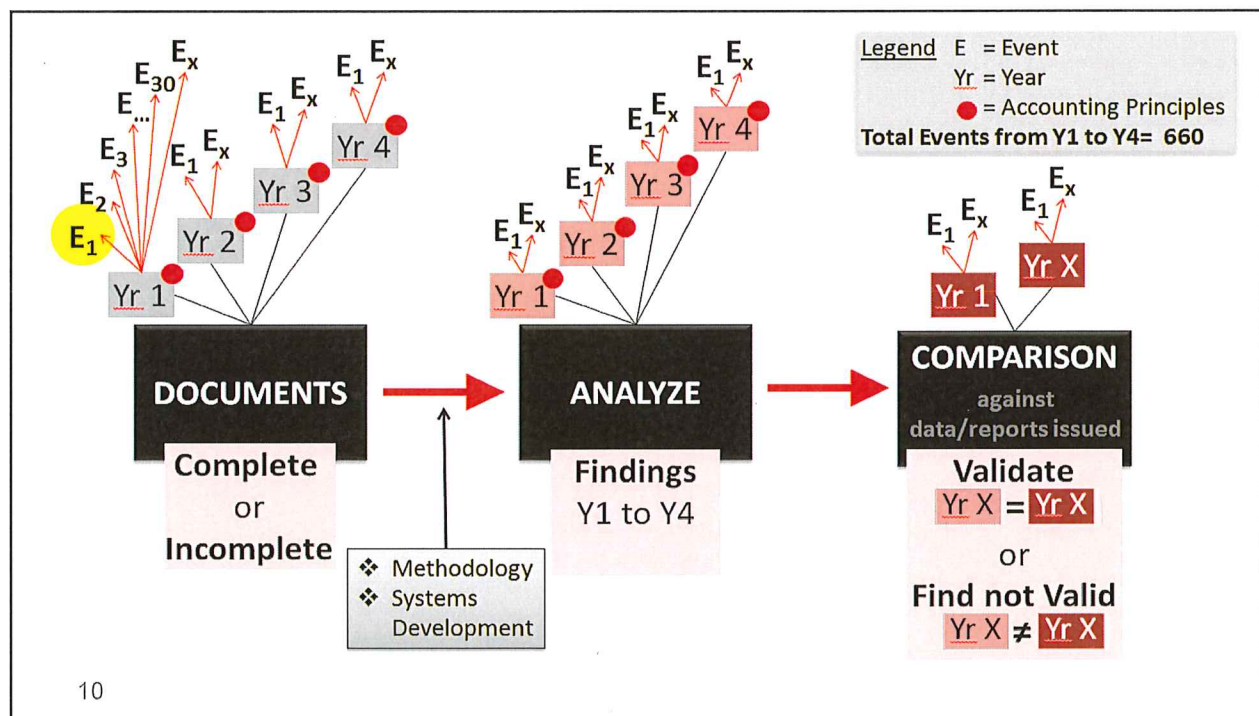 Legend E = Event
Yr = Year
= Accounting Principles
Total Events from Y1 to Y4= 660
E1
E2
E3
E...
E30
Ex
Yr 1
E1
Ex
Yr 2
E1
Ex
Yr 3
E1
Ex
Yr 4
DOCUMENTS
Complete
or
Incomplete
❖ Methodology
❖ Systems
Development
E1
Ex
Yr 1
E1
Ex
Yr 2
E1
Ex
Yr 3
E1
Ex
Yr 4
ANALYZE
Findings
Y1 to Y4
E1
Ex
Yr 1
E1
Ex
Yr X
COMPARISON
against
data/reports issued
Validate
Yr X = Yr X
or
Find not Valid
Yr X ≠ Yr X
10